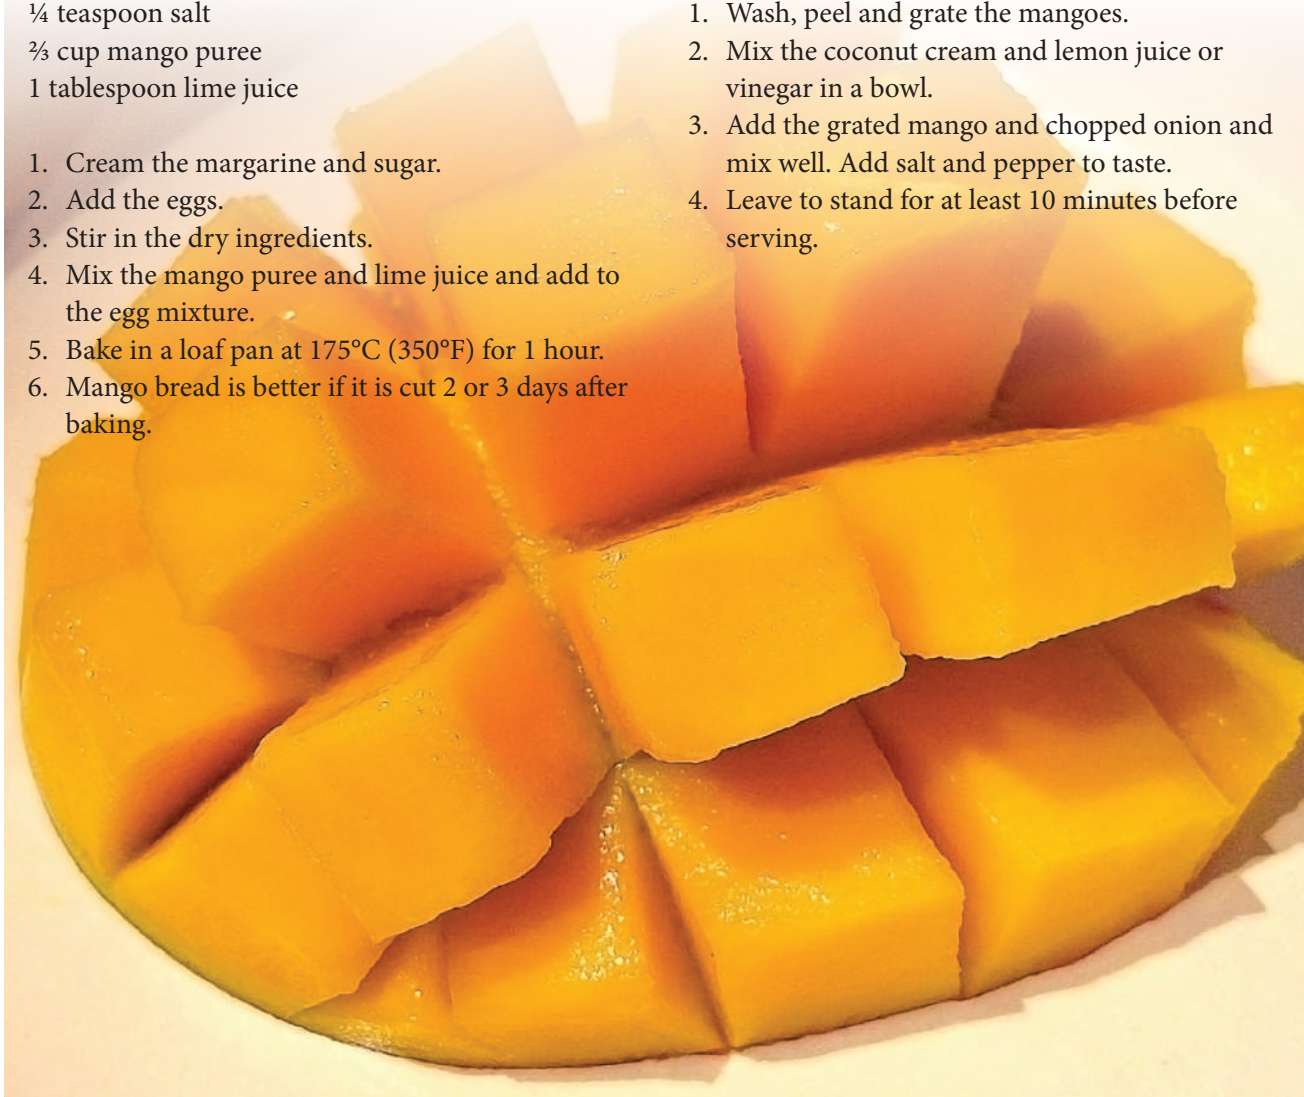 ¼ teaspoon salt
⅔ cup mango puree
1 tablespoon lime juice
1. Cream the margarine and sugar.
2. Add the eggs.
3. Stir in the dry ingredients.
4. Mix the mango puree and lime juice and add to
the egg mixture.
5. Bake in a loaf pan at 175°C (350°F) for 1 hour.
6. Mango bread is better if it is cut 2 or 3 days after
baking.
1. Wash, peel and grate the mangoes.
2. Mix the coconut cream and lemon juice or
vinegar in a bowl.
3. Add the grated mango and chopped onion and
mix well. Add salt and pepper to taste.
4. Leave to stand for at least 10 minutes before
serving.